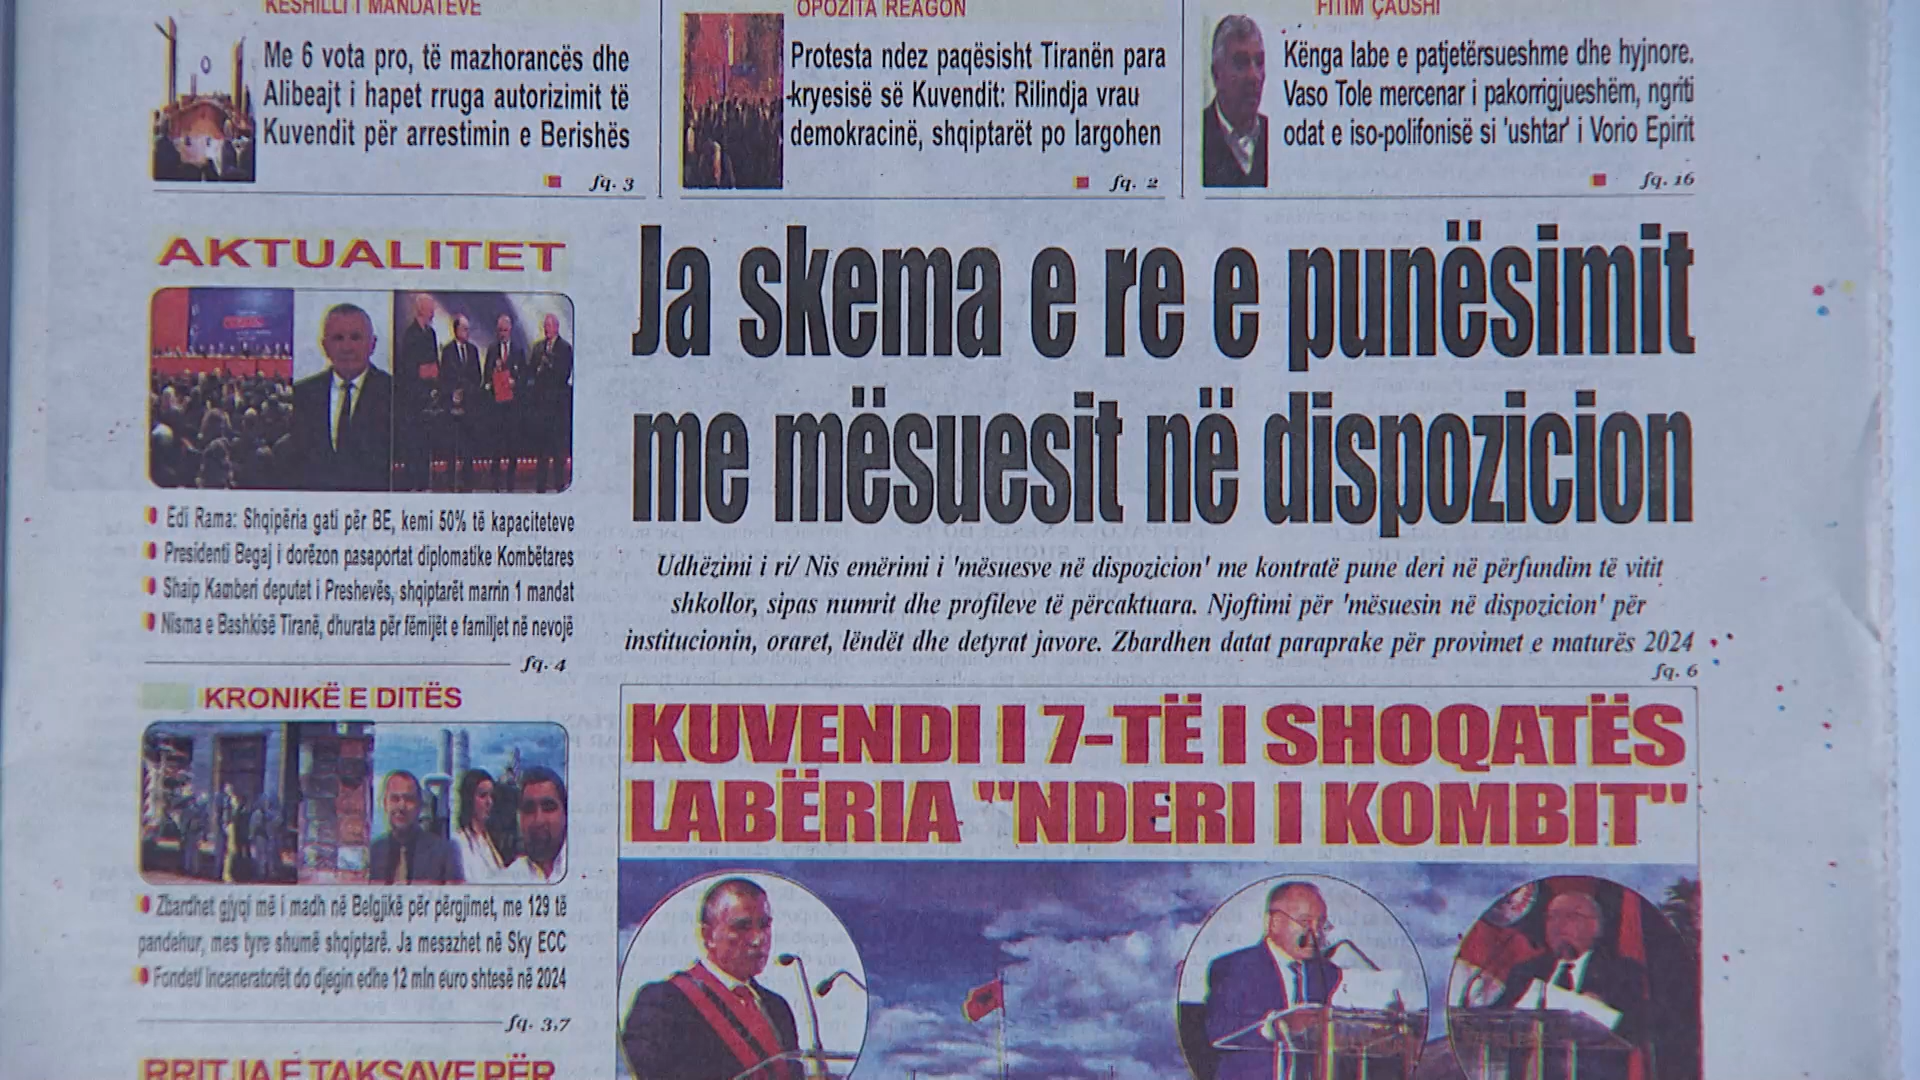 KËSHILLI I MANDATEVE
Me 6 vota pro, të mazhorancës dhe
Alibeajt i hapet rruga autorizimit të
Kuvendit për arrestimin e Berishës
fq. 3
OPOZITA REAGON
Protesta ndez paqësisht Tiranën para
kryesisë së Kuvendit: Rilindja vrau
demokracinë, shqiptarët po largohen
fq. 2
FITIM ÇAUSHI
Kënga labe e patjetërsueshme dhe hyjnore.
Vaso Tole mercenar i pakorrigjueshëm, ngriti
odat e iso-polifonisë si 'ushtar' i Vorio Epirit
fq. 16
AKTUALITET
Edi Rama: Shqipëria gati për BE, kemi 50% të kapaciteteve
Presidenti Begaj i dorëzon pasaportat diplomatike Kombëtares
Shaip Kamberi deputet i Preshevës, shqiptarët marrin 1 mandat
Nisma e Bashkisë Tiranë, dhurata për fëmijët e familjet në nevojë
fq. 4
KRONIKË E DITËS
Zbardhet gjyqi më i madh në Belgjikë për përgjimet, me 129 të
pandehur, mes tyre shumë shqiptarë. Ja mesazhet në Sky ECC
Fondeti inceneratorët do djegin edhe 12 mln euro shtesë në 2024
fq. 3,7
RRITJA E TAKSAVE PËR
Ja skema e re e punësimit
me mësuesit në dispozicion
Udhëzimi i ri/ Nis emërimi i 'mësuesve në dispozicion' me kontratë pune deri në përfundim të vitit
shkollor, sipas numrit dhe profileve të përcaktuara. Njoftimi për 'mësuesin në dispozicion' për
institucionin, oraret, lëndët dhe detyrat javore. Zbardhen datat paraprake për provimet e maturës 2024
fq. 6
KUVENDI I 7-TË I SHOQATËS
LABËRIA "NDERI I KOMBIT"